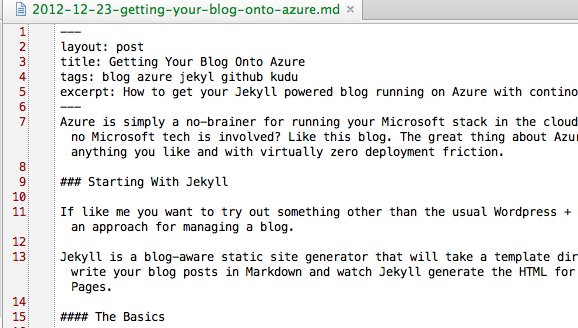 2012-12-23-getting-your-blog-onto-azure.md ×
1 ---
2 layout: post
3 title: Getting Your Blog Onto Azure
4 tags: blog azure jekyl github kudu
5 excerpt: How to get your Jekyll powered blog running on Azure with contino
6 ---
7 Azure is simply a no-brainer for running your Microsoft stack in the cloud
no Microsoft tech is involved? Like this blog. The great thing about Azu
anything you like and with virtually zero deployment friction.
8
9 ### Starting With Jekyll
10
11 If like me you want to try out something other than the usual Wordpress +
an approach for managing a blog.
12
13 Jekyll is a blog-aware static site generator that will take a template dir
write your blog posts in Markdown and watch Jekyll generate the HTML for
Pages.
14
15 #### The Basics